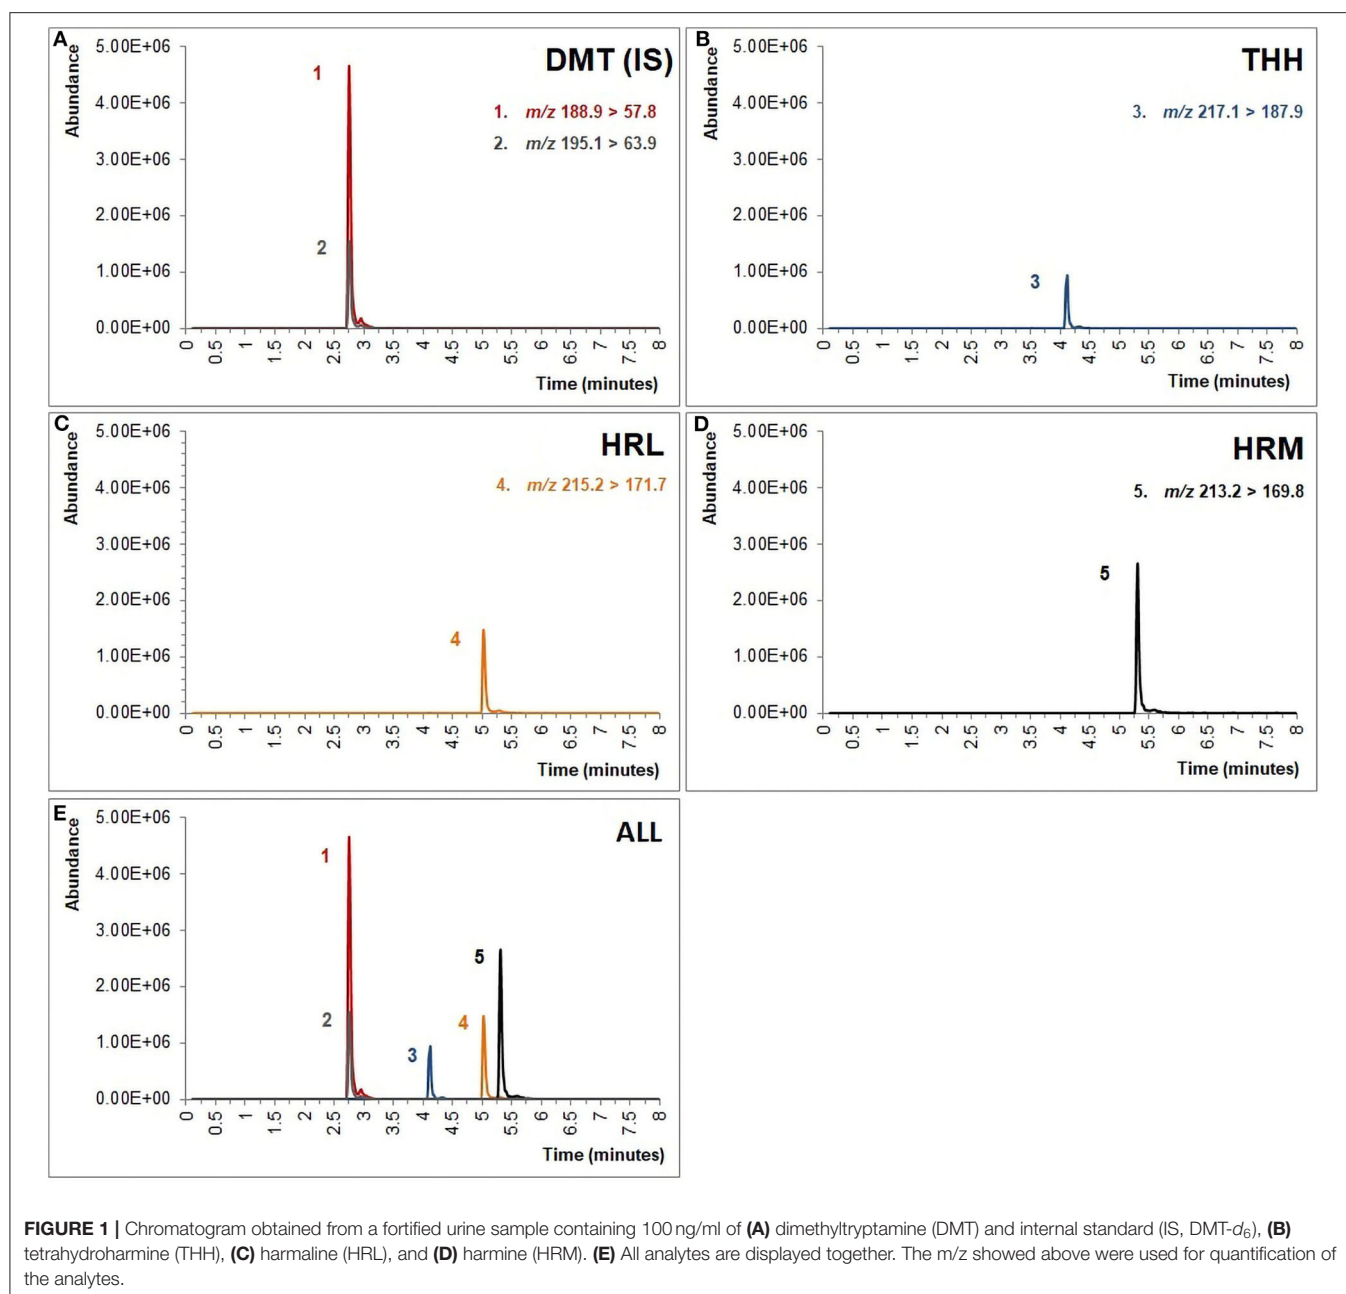 A
5.00E+06
4.00E+06
3.00E+06
2.00E+06
1.00E+06
0.00E+00
Abundance
DMT (IS)
1
1. m/z 188.9 > 57.8
2. m/z 195.1 > 63.9
2
0 0.5 1 1.5 2 2.5 3 3.5 4 4.5 5 5.5 6 6.5 7 7.5 8
Time (minutes)
B
5.00E+06
4.00E+06
3.00E+06
2.00E+06
1.00E+06
0.00E+00
Abundance
THH
3. m/z 217.1 > 187.9
3
0 0.5 1 1.5 2 2.5 3 3.5 4 4.5 5 5.5 6 6.5 7 7.5 8
Time (minutes)
C
5.00E+06
4.00E+06
3.00E+06
2.00E+06
1.00E+06
0.00E+00
Abundance
HRL
4. m/z 215.2 > 171.7
4
0 0.5 1 1.5 2 2.5 3 3.5 4 4.5 5 5.5 6 6.5 7 7.5 8
Time (minutes)
D
5.00E+06
4.00E+06
3.00E+06
2.00E+06
1.00E+06
0.00E+00
Abundance
HRM
5. m/z 213.2 > 169.8
5
0 0.5 1 1.5 2 2.5 3 3.5 4 4.5 5 5.5 6 6.5 7 7.5 8
Time (minutes)
E
5.00E+06
4.00E+06
3.00E+06
2.00E+06
1.00E+06
0.00E+00
Abundance
ALL
1
5
2
4
3
0 0.5 1 1.5 2 2.5 3 3.5 4 4.5 5 5.5 6 6.5 7 7.5 8
Time (minutes)
FIGURE 1 | Chromatogram obtained from a fortified urine sample containing 100 ng/ml of (A) dimethyltryptamine (DMT) and internal standard (IS, DMT-d6), (B)
tetrahydroharmine (THH), (C) harmaline (HRL), and (D) harmine (HRM). (E) All analytes are displayed together. The m/z showed above were used for quantification of
the analytes.